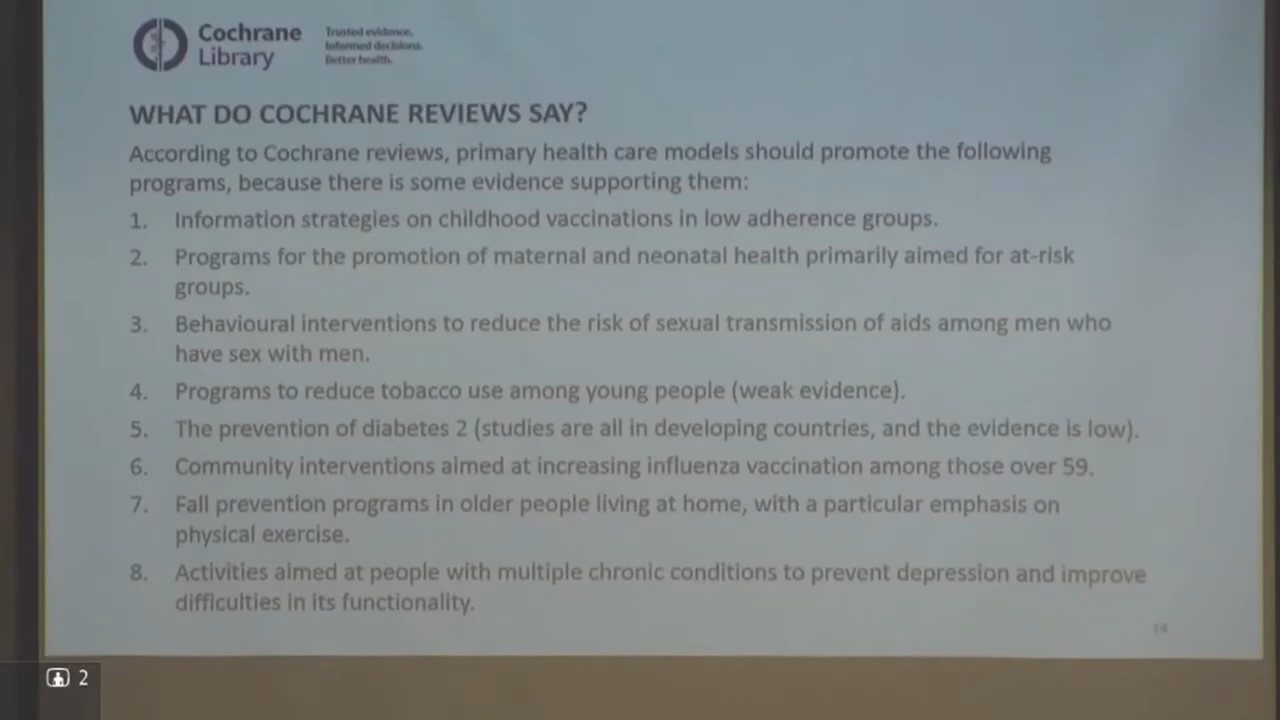 Cochrane
Library
Trusted evidence.
Informed decisions.
Better health.
WHAT DO COCHRANE REVIEWS SAY?
According to Cochrane reviews, primary health care models should promote the following
programs, because there is some evidence supporting them:
1. Information strategies on childhood vaccinations in low adherence groups.
2. Programs for the promotion of maternal and neonatal health primarily aimed for at-risk
groups.
3. Behavioural interventions to reduce the risk of sexual transmission of aids among men who
have sex with men.
4. Programs to reduce tobacco use among young people (weak evidence).
5. The prevention of diabetes 2 (studies are all in developing countries, and the evidence is low).
6. Community interventions aimed at increasing influenza vaccination among those over 59.
7. Fall prevention programs in older people living at home, with a particular emphasis on
physical exercise.
8. Activities aimed at people with multiple chronic conditions to prevent depression and improve
difficulties in its functionality.
14
2